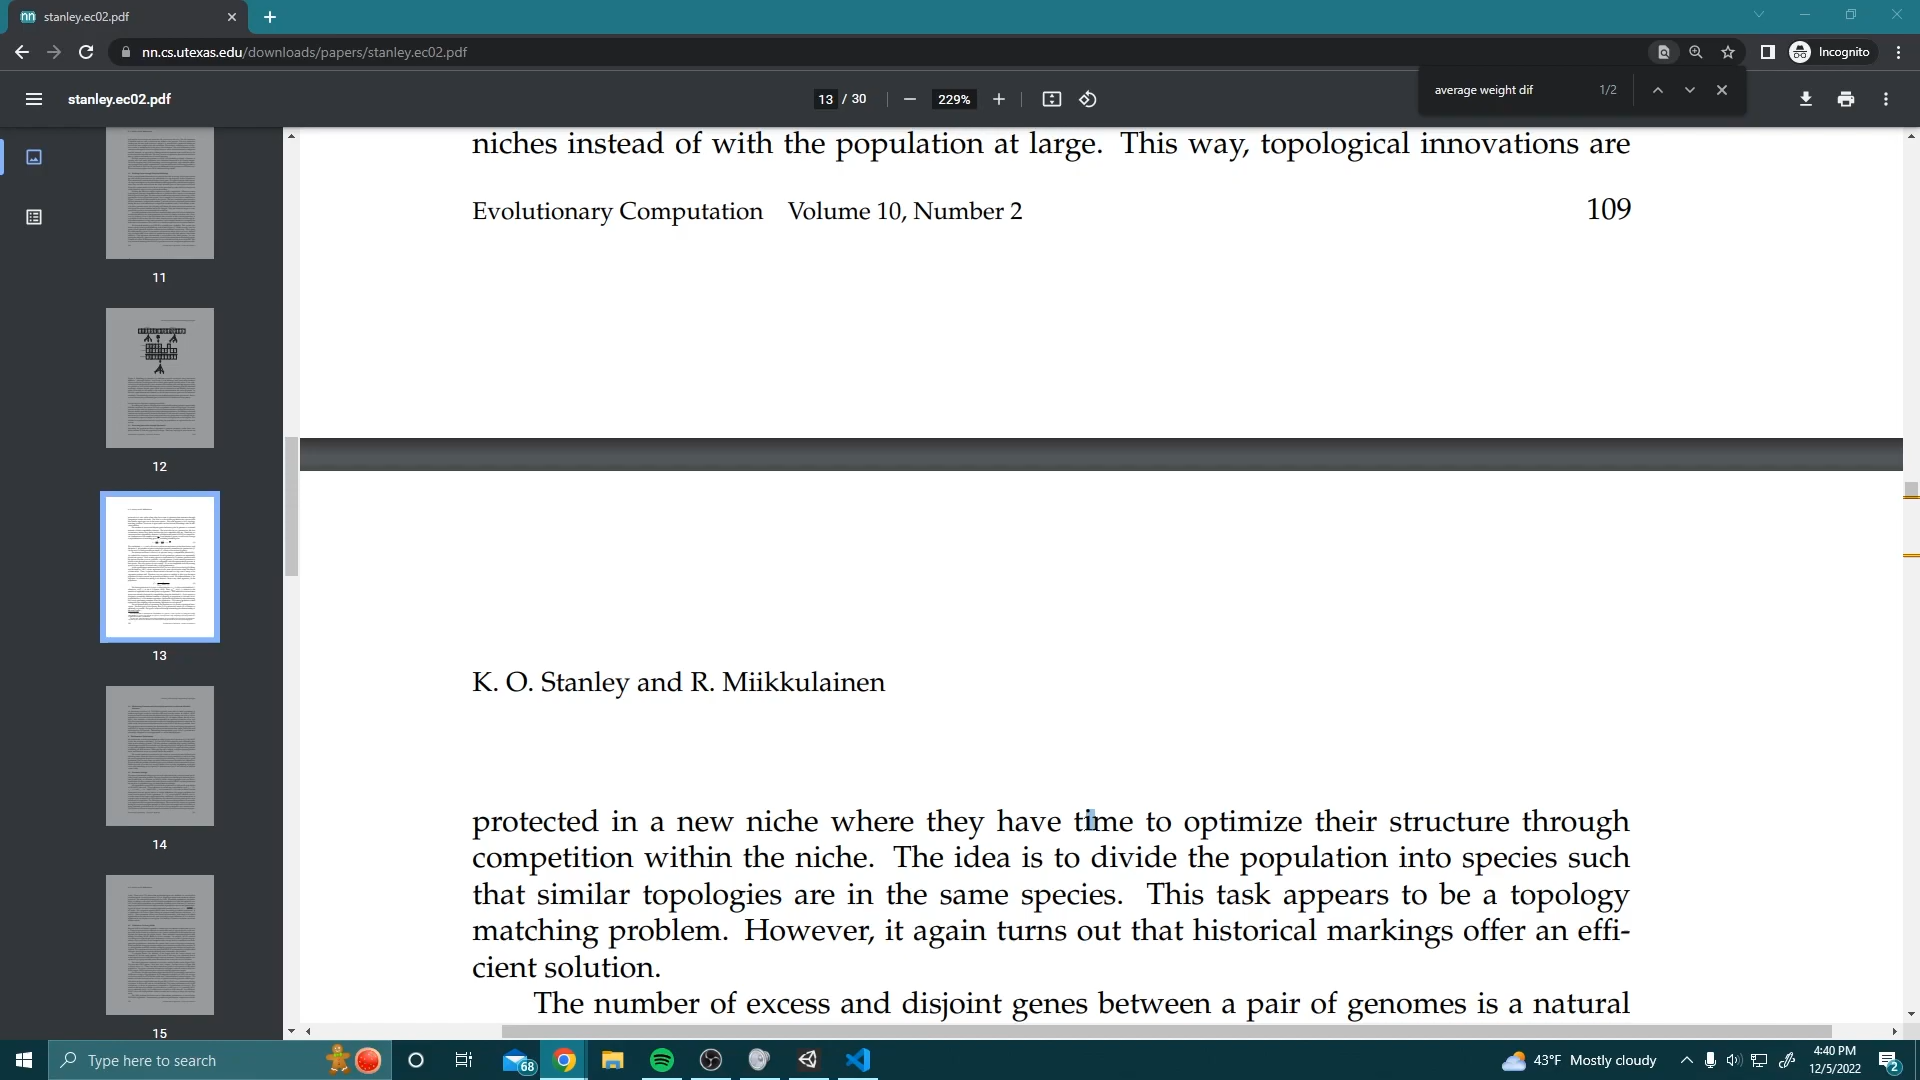 stanley.ec02.pdf
nn.cs.utexas.edu/downloads/papers/stanley.ec02.pdf
Incognito
stanley.ec02.pdf
13 / 30
229%
average weight dif
1/2
niches instead of with the population at large. This way, topological innovations are
Evolutionary Computation Volume 10, Number 2
109
11
12
13
14
15
K. O. Stanley and R. Miikkulainen
protected in a new niche where they have time to optimize their structure through
competition within the niche. The idea is to divide the population into species such
that similar topologies are in the same species. This task appears to be a topology
matching problem. However, it again turns out that historical markings offer an effi-
cient solution.
The number of excess and disjoint genes between a pair of genomes is a natural
Type here to search
68
43°F Mostly cloudy
4:40 PM
12/5/2022
2